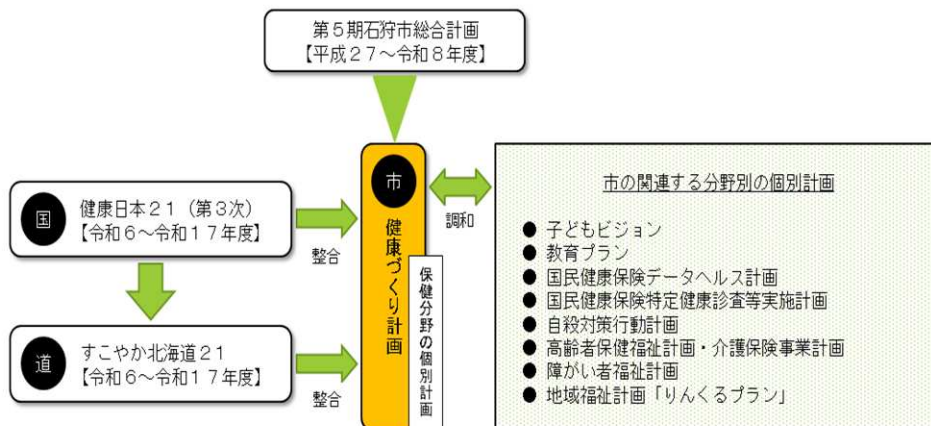 第５期石狩市総合計画
【平成２７～令和８年度】
国
健康日本２１（第３次）
【令和６～令和１７年度】
整合
道
すこやか北海道２１
【令和６～令和１７年度】
整合
市
健康づくり計画
保健分野の個別計画
調和
市の関連する分野別の個別計画
● 子どもビジョン
● 教育プラン
● 国民健康保険データヘルス計画
● 国民健康保険特定健康診査等実施計画
● 自殺対策行動計画
● 高齢者保健福祉計画・介護保険事業計画
● 障がい者福祉計画
● 地域福祉計画「りんくるプラン」